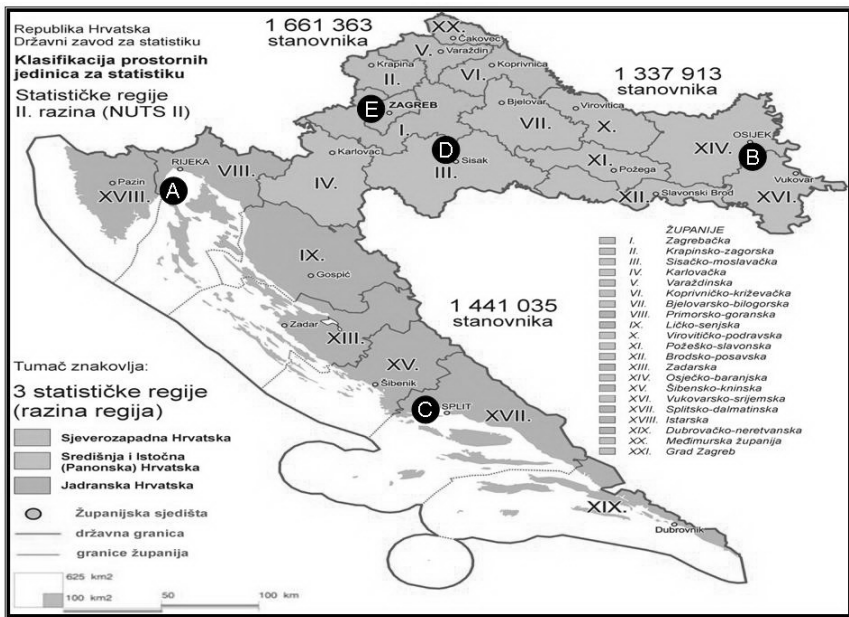 Republika Hrvatska
Državni zavod za statistiku
Klasifikacija prostornih
jedinica za statistiku
Statističke regije
II. razina (NUTS II)
1 661 363
stanovnika
1 337 913
stanovnika
1 441 035
stanovnika
XX.
Čakovec
V.
Varaždin
Krapina
II.
Koprivnica
VI.
E
ZAGREB
I.
Bjelovar
VII.
Virovitica
X.
OSIJEK
XIV.
B
Vukovar
XVI.
D
Sisak
III.
XI.
Požega
XII.
Slavonski Brod
Karlovac
IV.
RIJEKA
VIII.
A
Pazin
XVIII.
IX.
Gospić
Zadar
XIII.
XV.
Šibenik
C
SPLIT
XVII.
XIX.
Dubrovnik
ŽUPANIJE
I. Zagrebačka
II. Krapinsko-zagorska
III. Sisačko-moslavačka
IV. Karlovačka
V. Varaždinska
VI. Koprivničko-križevačka
VII. Bjelovarsko-bilogorska
VIII. Primorsko-goranska
IX. Ličko-senjska
X. Virovitičko-podravska
XI. Požeško-slavonska
XII. Brodsko-posavska
XIII. Zadarska
XIV. Osječko-baranjska
XV. Šibensko-kninska
XVI. Vukovarsko-srijemska
XVII. Splitsko-dalmatinska
XVIII. Istarska
XIX. Dubrovačko-neretvanska
XX. Međimurska županija
XXI. Grad Zagreb
Tumač znakovlja:
3 statističke regije
(razina regija)
Sjeverozapadna Hrvatska
Središnja i Istočna
(Panonska) Hrvatska
Jadranska Hrvatska
Županijska sjedišta
državna granica
granice županija
625 km2
100 km2
50
100 km